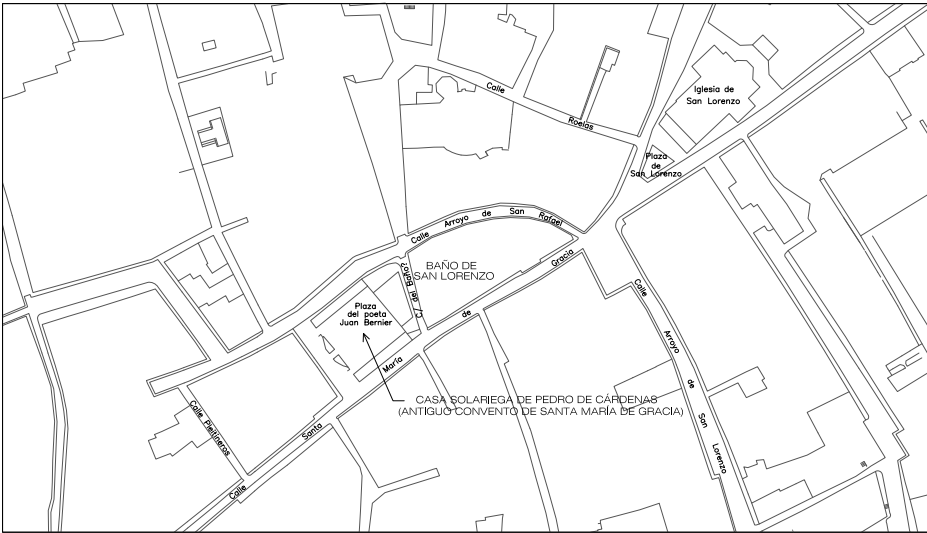 Calle Roelas
Iglesia de
San Lorenzo
Plaza
de
San Lorenzo
Calle Arroyo de San Rafael
BAÑO DE
SAN LORENZO
C/ del Baño?
Plaza
del poeta
Juan Bernier
Calle Santa María de Gracia
Calle Arroyo de San Lorenzo
CASA SOLARIEGA DE PEDRO DE CÁRDENAS
(ANTIGUO CONVENTO DE SANTA MARÍA DE GRACIA)
Calle Pleitineros